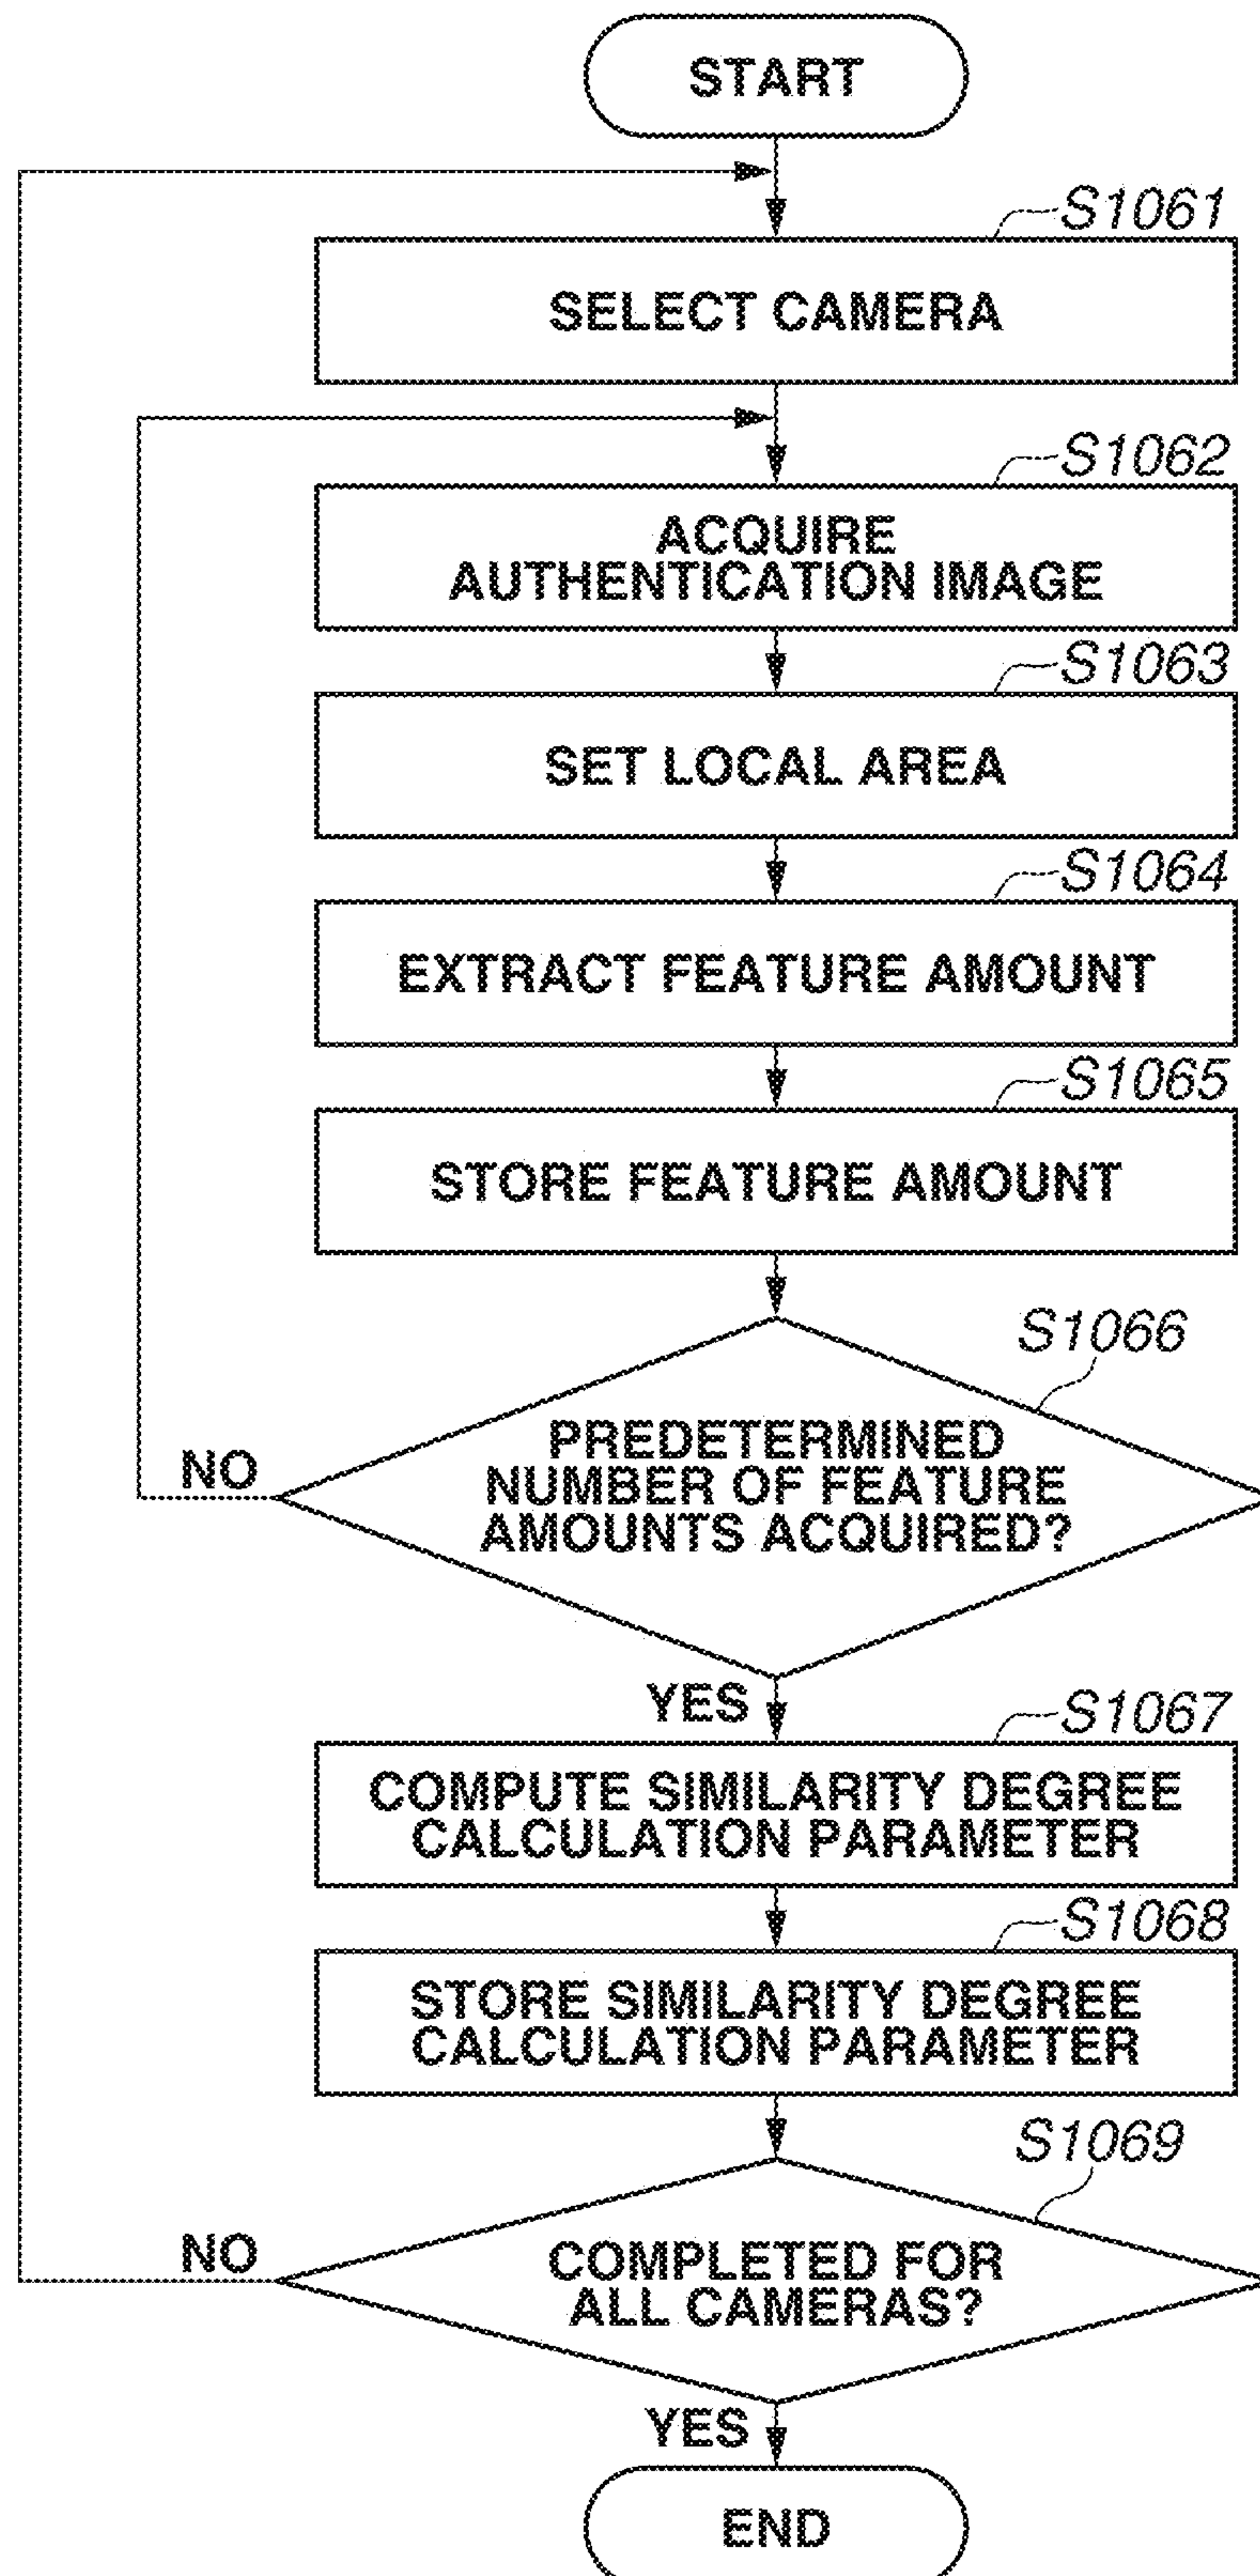 START
S1061
SELECT CAMERA
S1062
ACQUIRE
AUTHENTICATION IMAGE
S1063
SET LOCAL AREA
S1064
EXTRACT FEATURE AMOUNT
S1065
STORE FEATURE AMOUNT
S1066
PREDETERMINED
NUMBER OF FEATURE
AMOUNTS ACQUIRED?
NO
YES
S1067
COMPUTE SIMILARITY DEGREE
CALCULATION PARAMETER
S1068
STORE SIMILARITY DEGREE
CALCULATION PARAMETER
S1069
COMPLETED FOR
ALL CAMERAS?
NO
YES
END